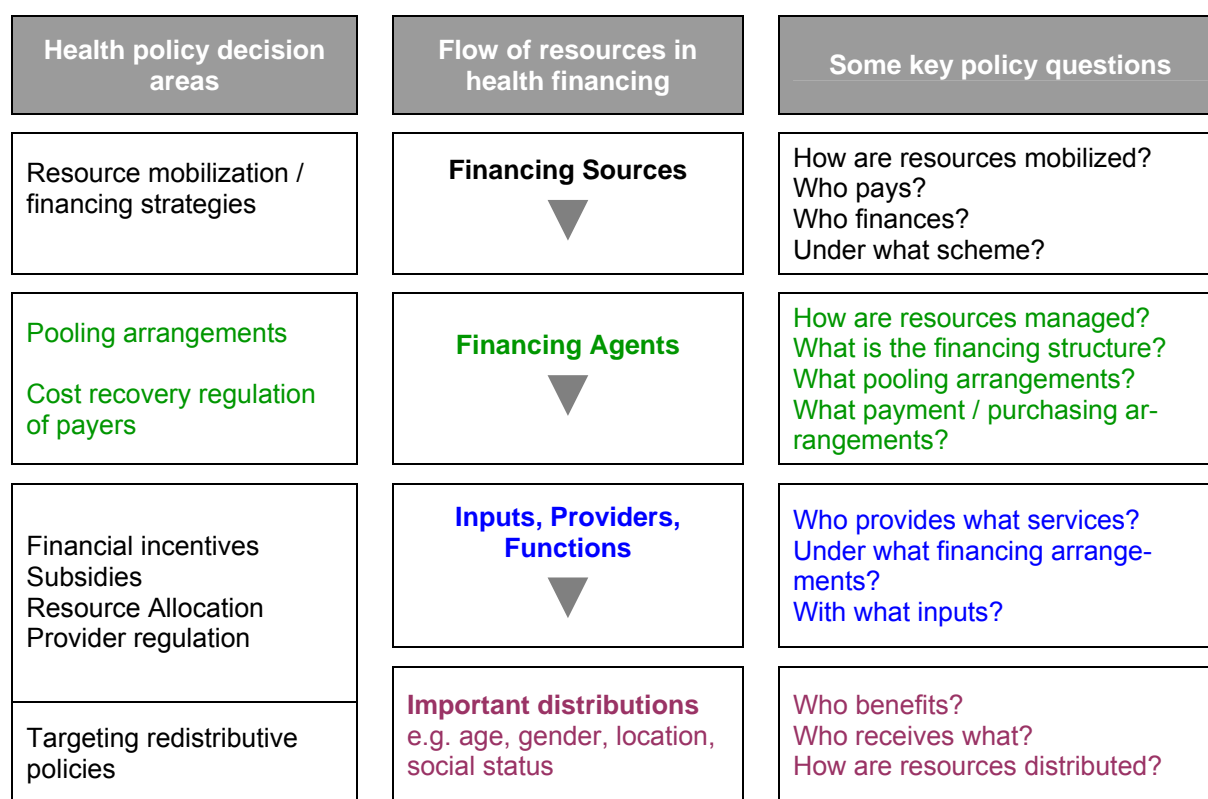 Health policy decision
areas
Flow of resources in
health financing
Some key policy questions
Resource mobilization /
financing strategies
Financing Sources
How are resources mobilized?
Who pays?
Who finances?
Under what scheme?
Pooling arrangements
Cost recovery regulation
of payers
Financing Agents
How are resources managed?
What is the financing structure?
What pooling arrangements?
What payment / purchasing ar-
rangements?
Financial incentives
Subsidies
Resource Allocation
Provider regulation
Inputs, Providers,
Functions
Who provides what services?
Under what financing arrange-
ments?
With what inputs?
Targeting redistributive
policies
Important distributions
e.g. age, gender, location,
social status
Who benefits?
Who receives what?
How are resources distributed?